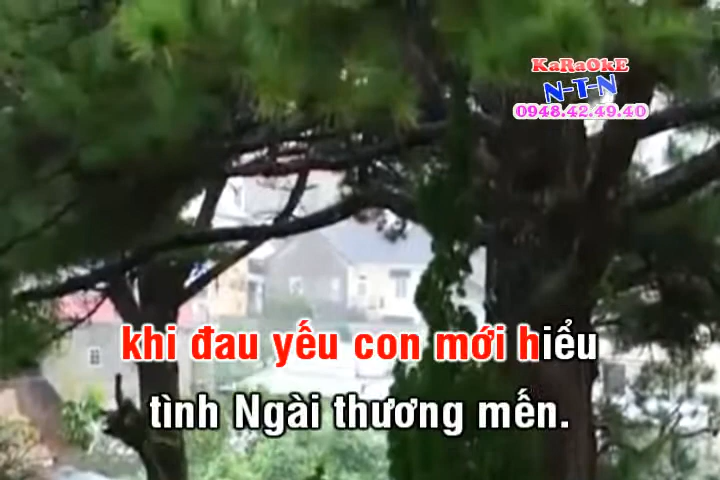 KaRaOkE
N-T-N
0948.42.49.40
khi đau yếu con mới hiểu
tình Ngài thương mến.